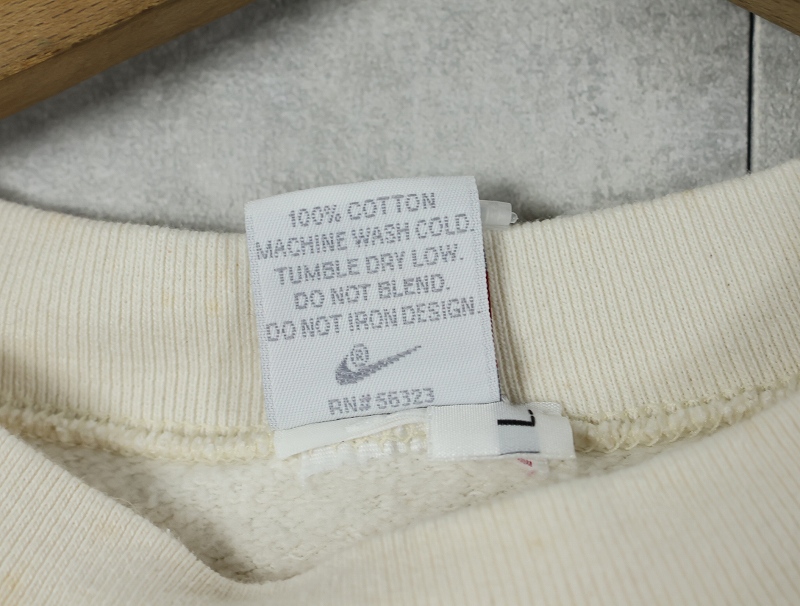 100% COTTON
MACHINE WASH COLD.
TUMBLE DRY LOW.
DO NOT BLEND.
DO NOT IRON DESIGN.
®
RN# 56323
L